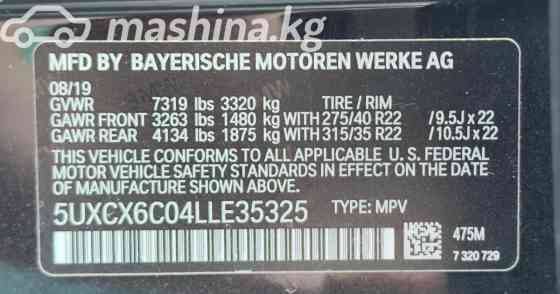 mashina.kg
MFD BY BAYERISCHE MOTOREN WERKE AG
08/19
GVWR 7319 lbs 3320 kg TIRE / RIM
GAWR FRONT 3263 lbs 1480 kg WITH 275/40 R22 /9.5J x 22
GAWR REAR 4134 lbs 1875 kg WITH 315/35 R22 /10.5J x 22
THIS VEHICLE CONFORMS TO ALL APPLICABLE U. S. FEDERAL
MOTOR VEHICLE SAFETY STANDARDS IN EFFECT ON THE
DATE OF MANUFACTURE SHOWN ABOVE.
5UXCX6C04LLE35325 TYPE: MPV
475M
7 320 729